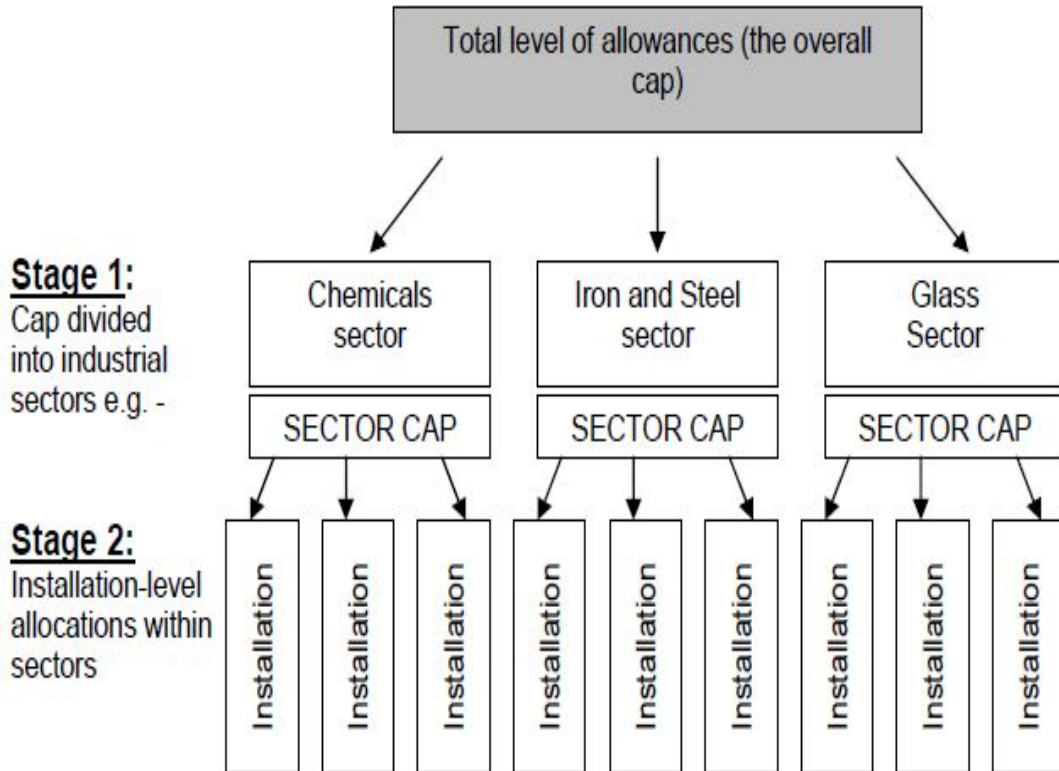 Total level of allowances (the overall
cap)
Stage 1:
Cap divided
into industrial
sectors e.g. -
Chemicals
sector
Iron and Steel
sector
Glass
Sector
SECTOR CAP
SECTOR CAP
SECTOR CAP
Stage 2:
Installation-level
allocations within
sectors
Installation
Installation
Installation
Installation
Installation
Installation
Installation
Installation
Installation